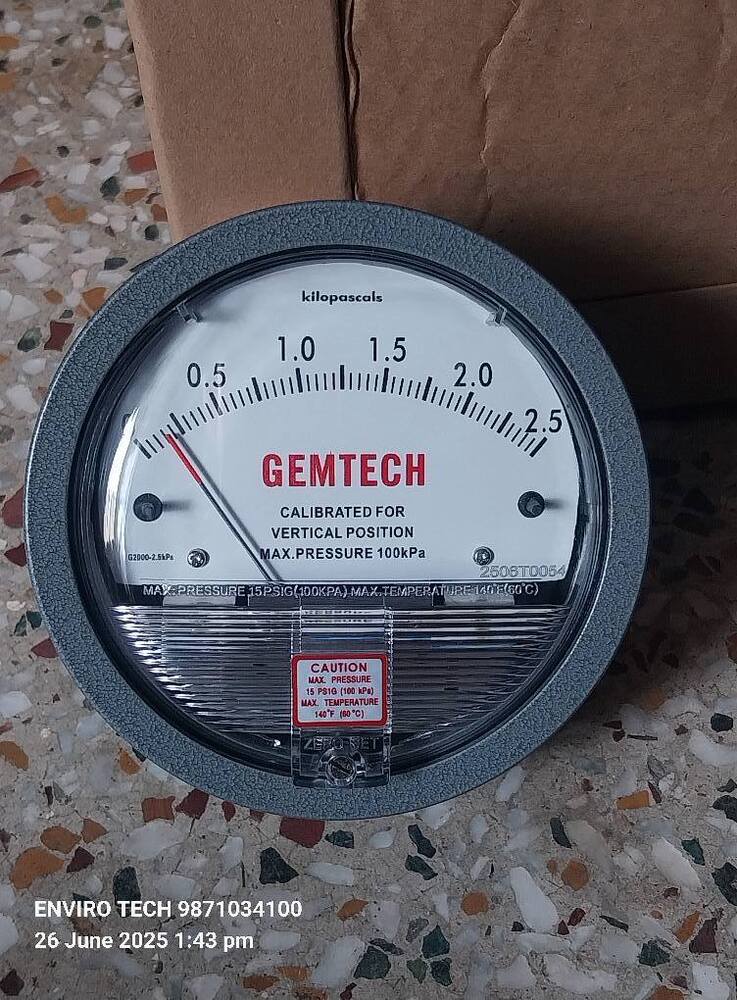 kilopascals
0.5 1.0 1.5 2.0 2.5
GEMTECH
CALIBRATED FOR
VERTICAL POSITION
MAX.PRESSURE 100kPa
G2000-2.5kPs
2506T0054
MAX. PRESSURE 15PSIG(100KPA) MAX.TEMPERATURE 140°F(60°C)
CAUTION
MAX. PRESSURE
15 PSIG (100 kPa)
MAX. TEMPERATURE
140°F (60°C)
ZERO SET
ENVIRO TECH 9871034100
26 June 2025 1:43 pm